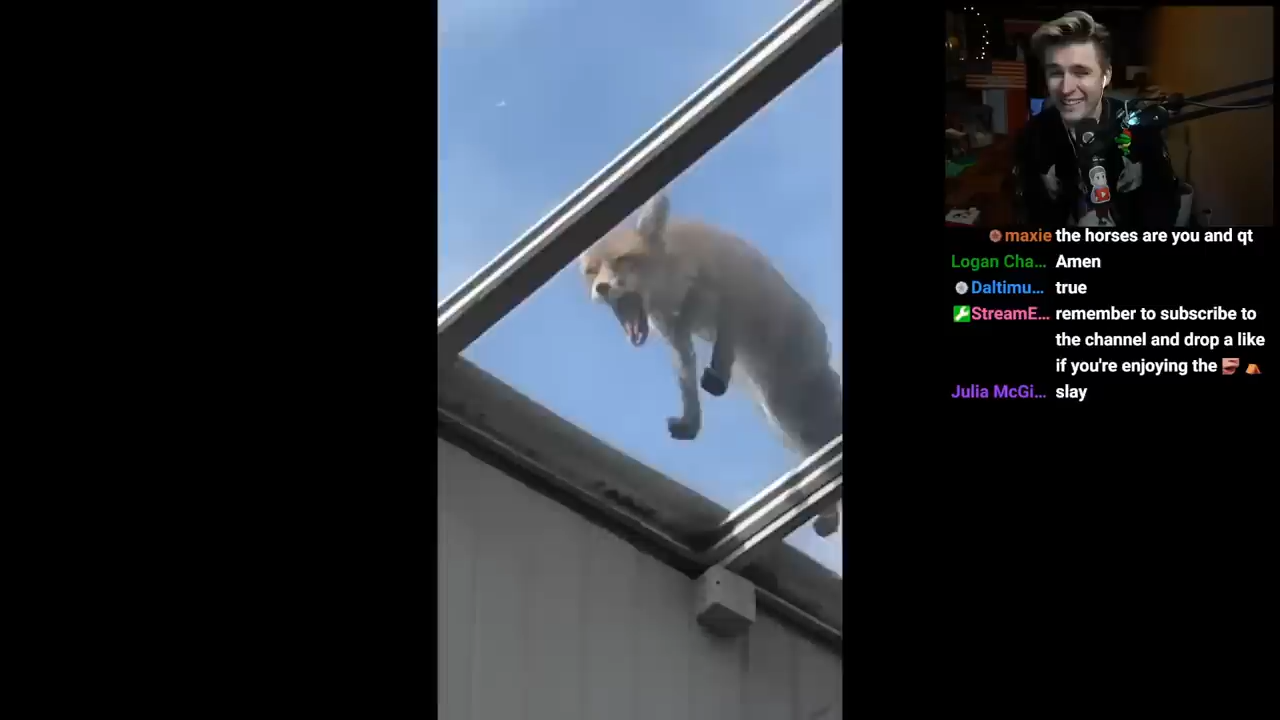 maxie the horses are you and qt
Logan Cha… Amen
Daltimu… true
StreamE… remember to subscribe to
the channel and drop a like
if you're enjoying the
Julia McGi… slay